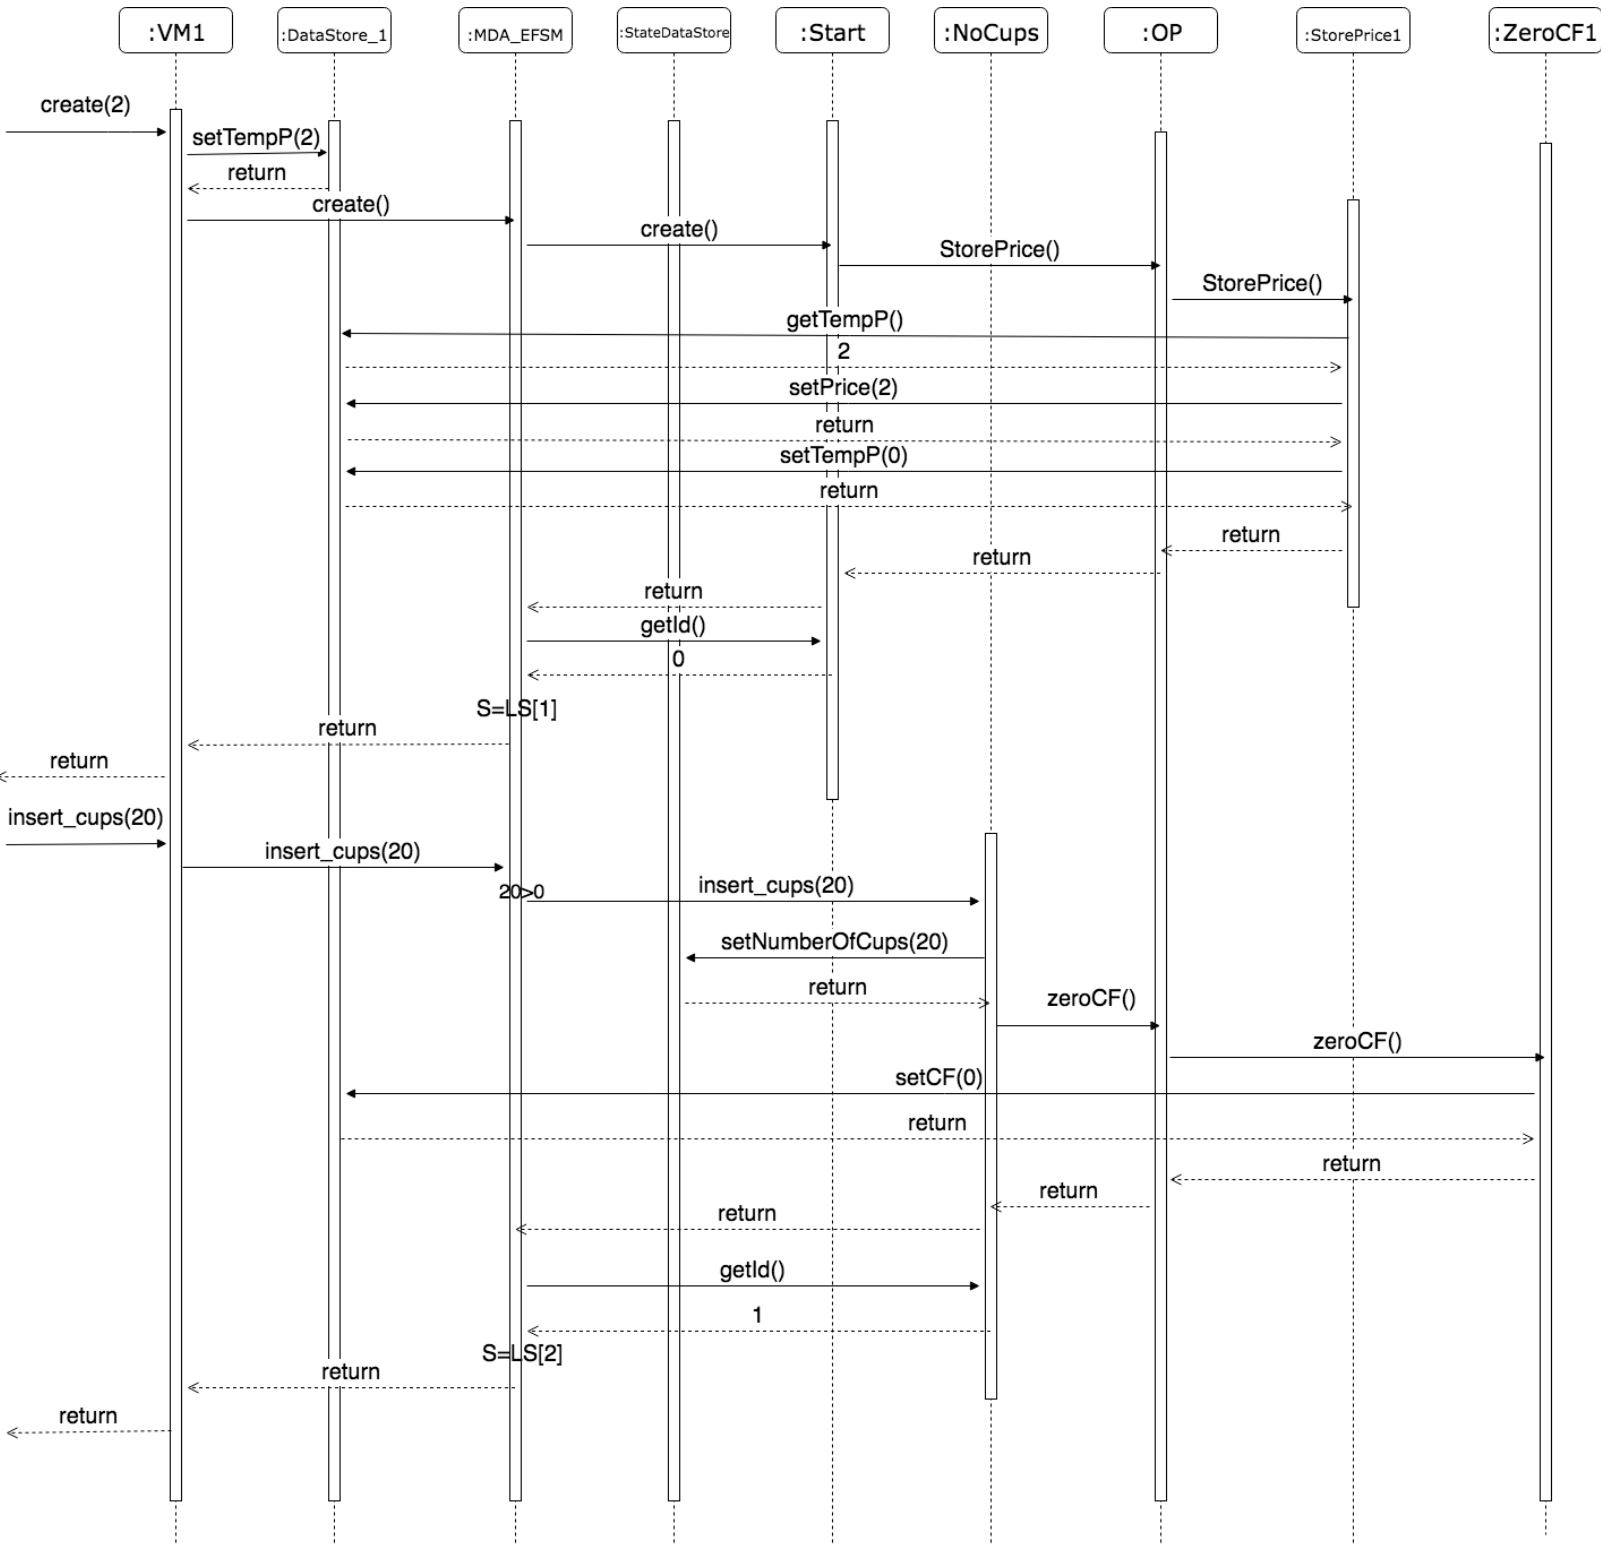 :VM1
:DataStore_1
:MDA_EFSM
:StateDataStore
:Start
:NoCups
:OP
:StorePrice1
:ZeroCF1
create(2)
setTempP(2)
return
create()
create()
StorePrice()
StorePrice()
getTempP()
2
setPrice(2)
return
setTempP(0)
return
return
return
return
getId()
0
S=LS[1]
return
return
insert_cups(20)
insert_cups(20)
20>0
insert_cups(20)
setNumberOfCups(20)
return
zeroCF()
zeroCF()
setCF(0)
return
return
return
return
getId()
1
S=LS[2]
return
return